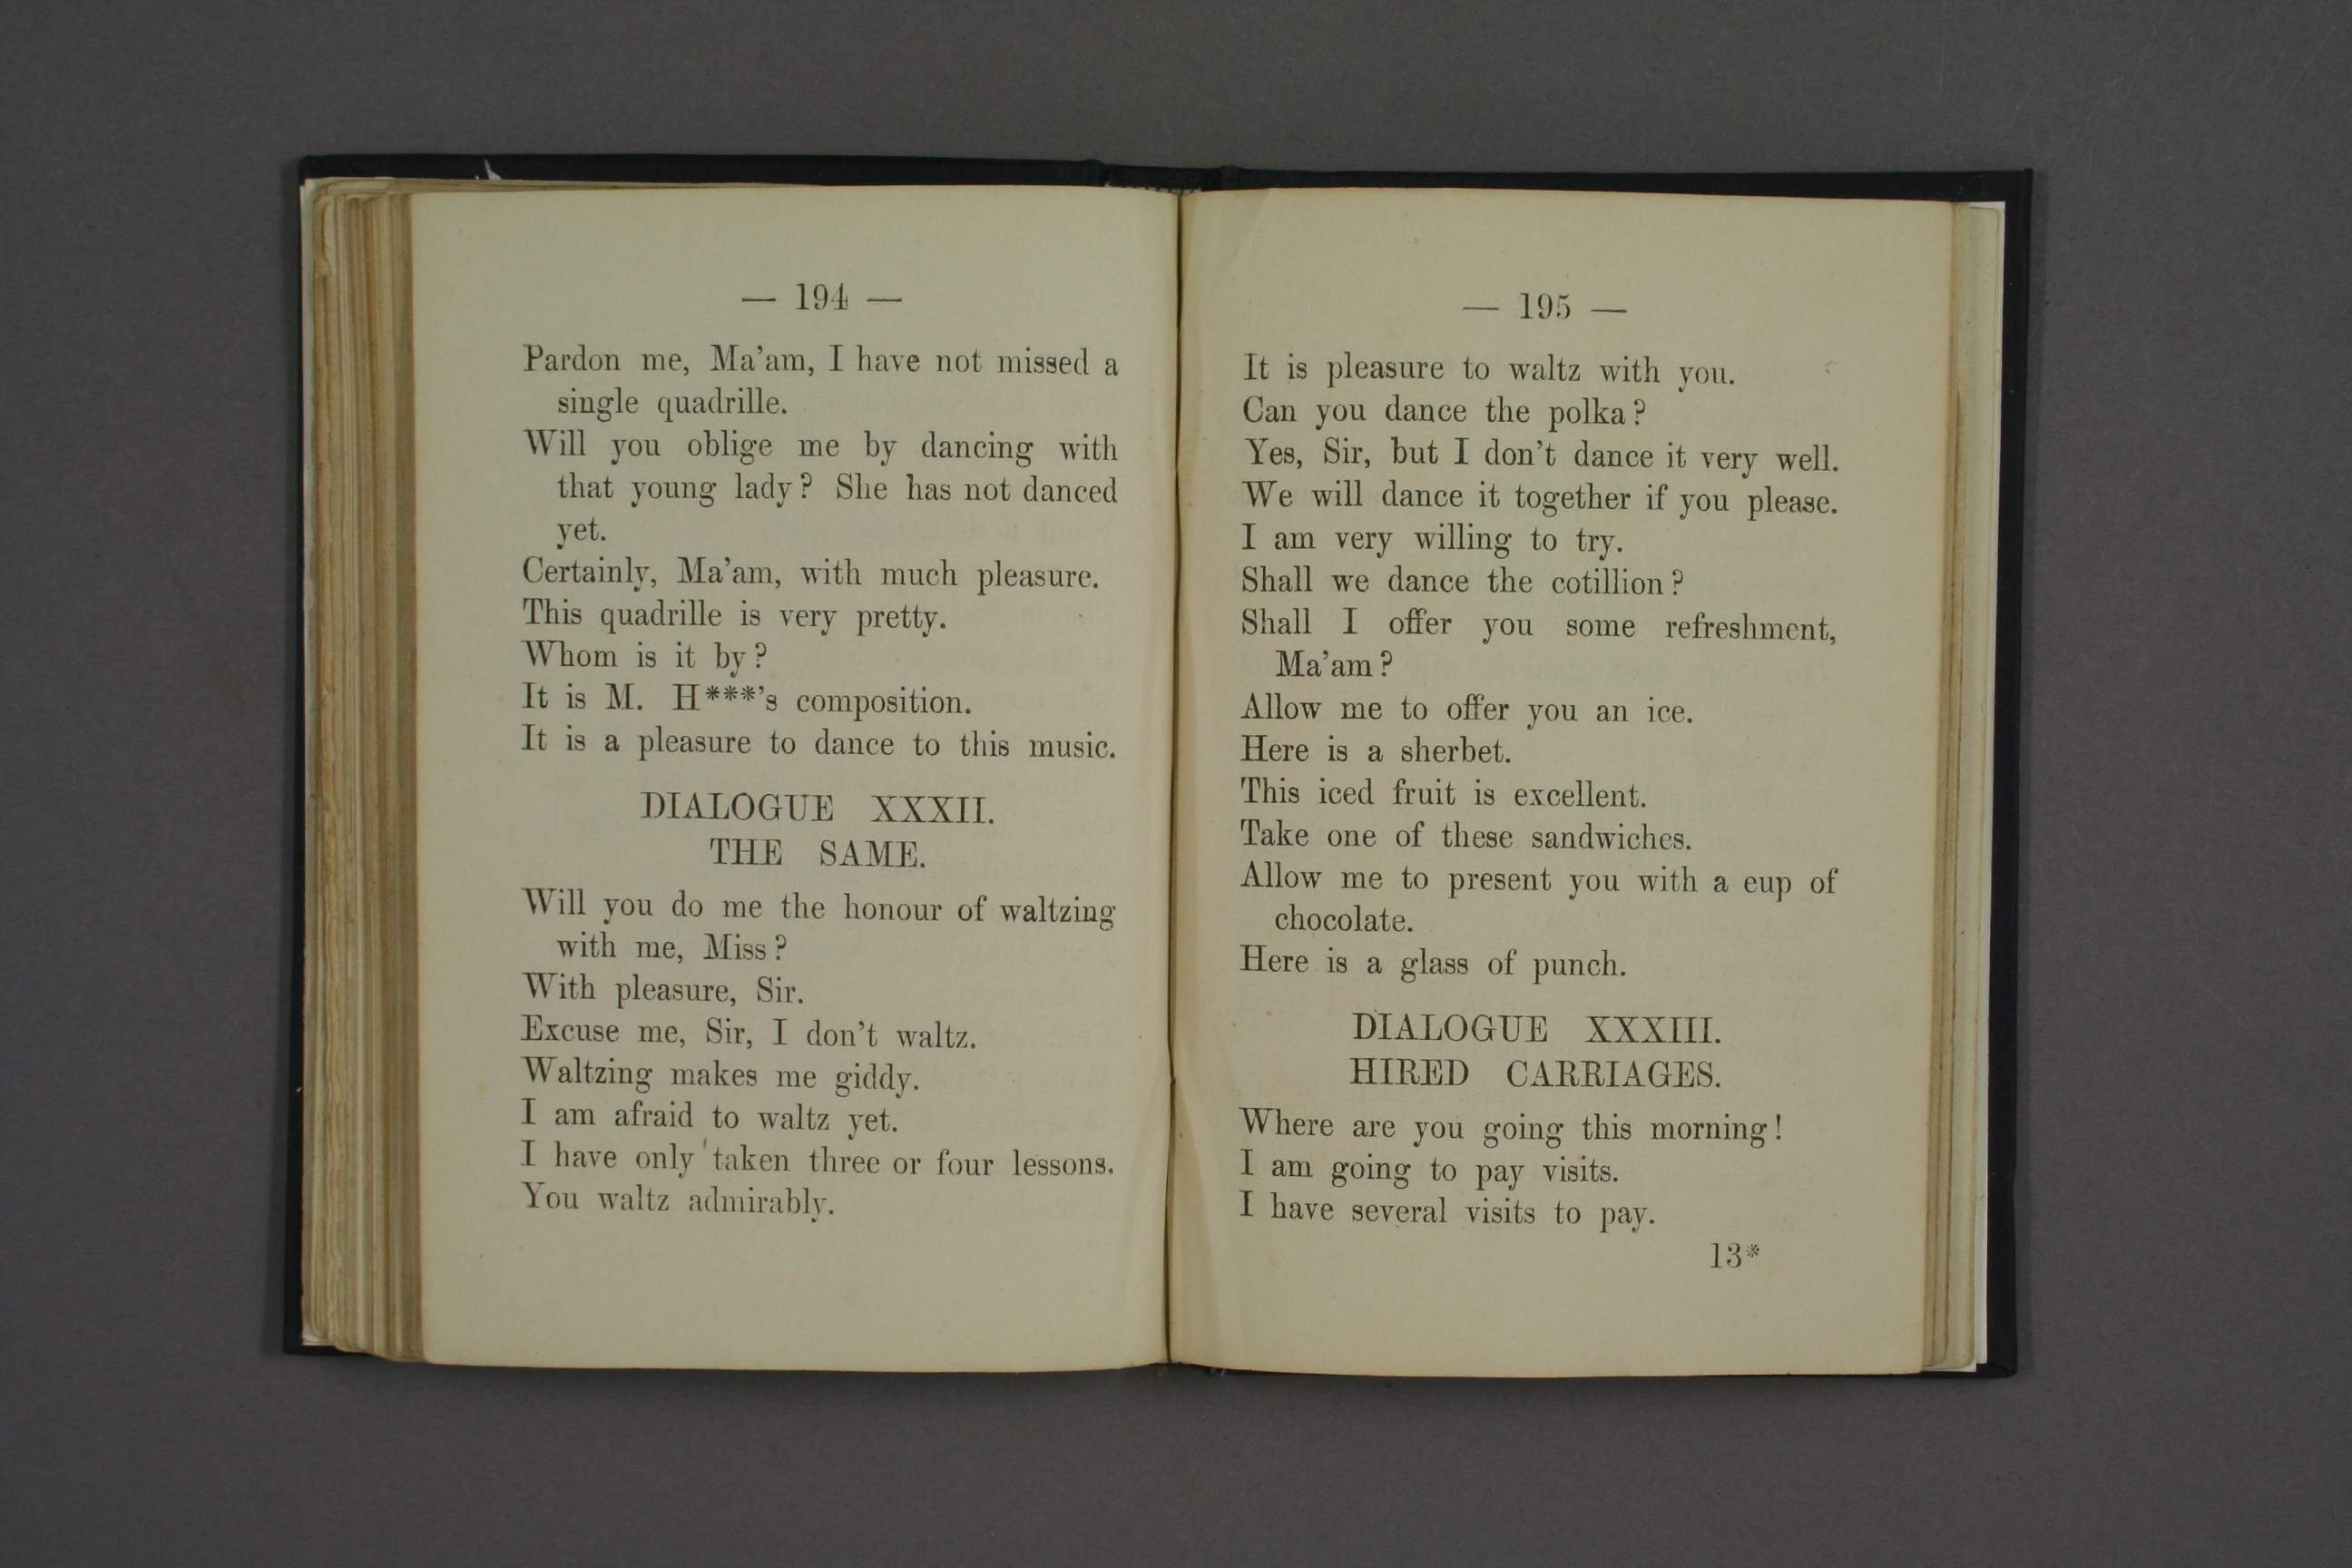 — 194 —
Pardon me, Ma'am, I have not missed a
single quadrille.
Will you oblige me by dancing with
that young lady? She has not danced
yet.
Certainly, Ma'am, with much pleasure.
This quadrille is very pretty.
Whom is it by?
It is M. H***'s composition.
It is a pleasure to dance to this music.
DIALOGUE XXXII.
THE SAME.
Will you do me the honour of waltzing
with me, Miss?
With pleasure, Sir.
Excuse me, Sir, I don't waltz.
Waltzing makes me giddy.
I am afraid to waltz yet.
I have only taken three or four lessons.
You waltz admirably.
— 195 —
It is pleasure to waltz with you.
Can you dance the polka?
Yes, Sir, but I don't dance it very well.
We will dance it together if you please.
I am very willing to try.
Shall we dance the cotillion?
Shall I offer you some refreshment,
Ma'am?
Allow me to offer you an ice.
Here is a sherbet.
This iced fruit is excellent.
Take one of these sandwiches.
Allow me to present you with a eup of
chocolate.
Here is a glass of punch.
DIALOGUE XXXIII.
HIRED CARRIAGES.
Where are you going this morning!
I am going to pay visits.
I have several visits to pay.
13*